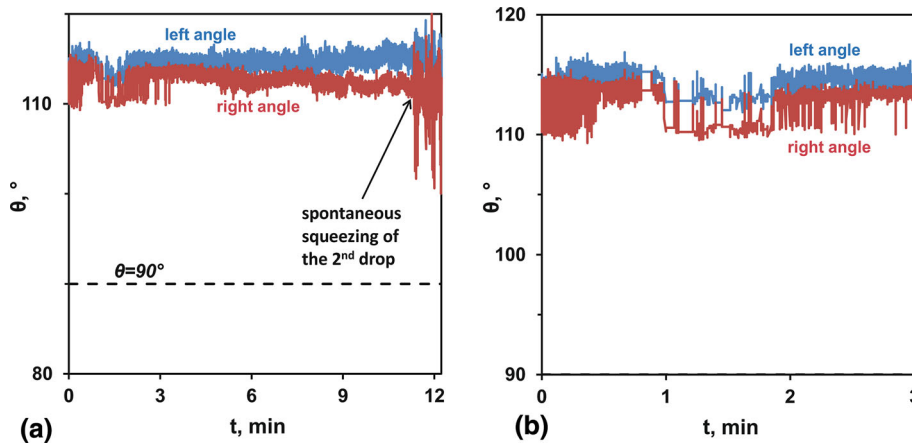 left angle
right angle
110
θ, °
spontaneous
squeezing of
the 2nd drop
θ=90°
80
0
3
6
9
12
t, min
(a)
120
left angle
110
right angle
θ, °
100
90
0
1
2
3
t, min
(b)